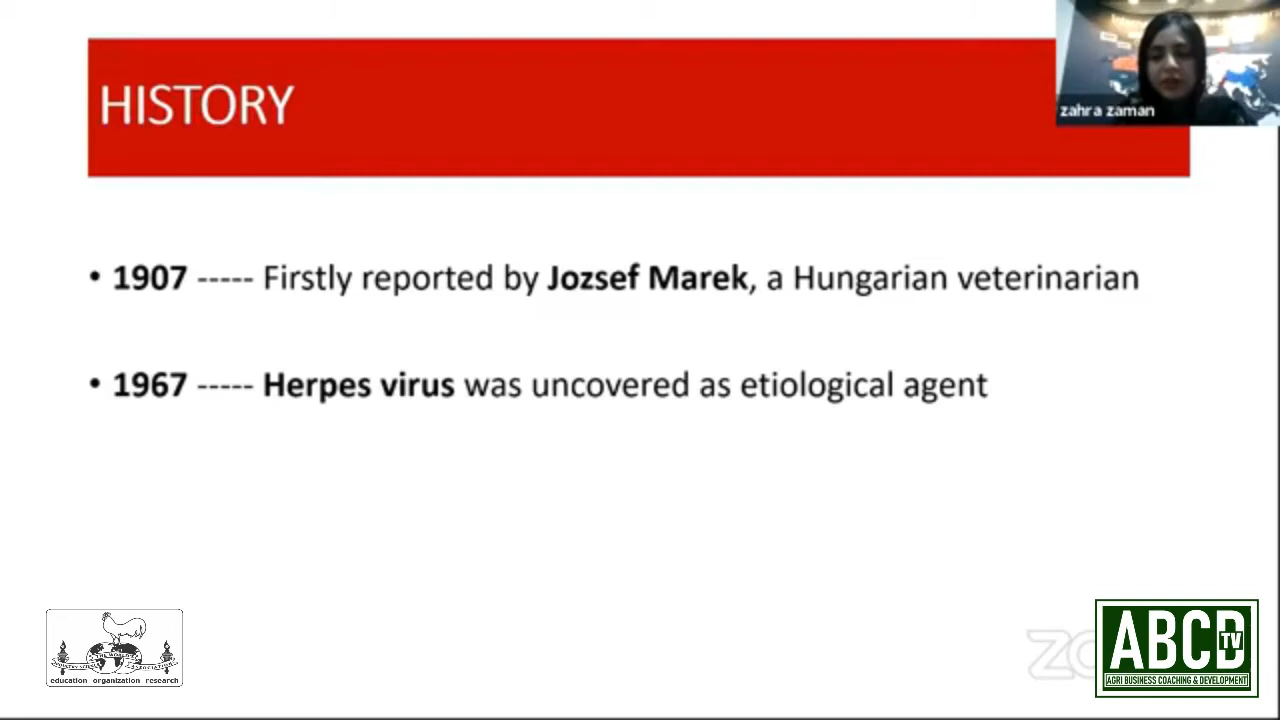 HISTORY
zahra zaman
• 1907 ----- Firstly reported by Jozsef Marek, a Hungarian veterinarian
• 1967 ----- Herpes virus was uncovered as etiological agent
education organization research
ABCD TV
AGRI BUSINESS COACHING & DEVELOPMENT